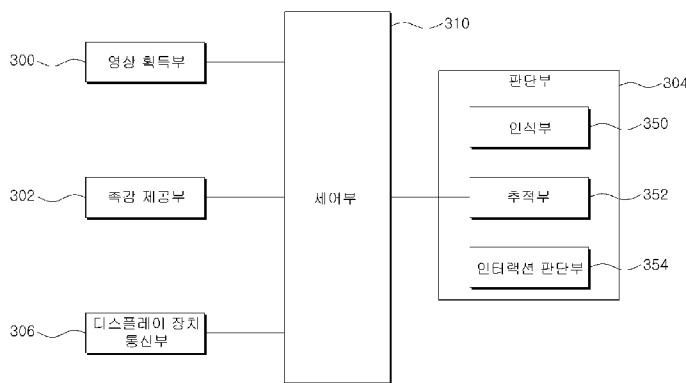 310
300
영상 획득부
판단부
304
인식부
350
302
촉감 제공부
제어부
추적부
352
인터랙션 판단부
354
306
디스플레이 장치
통신부